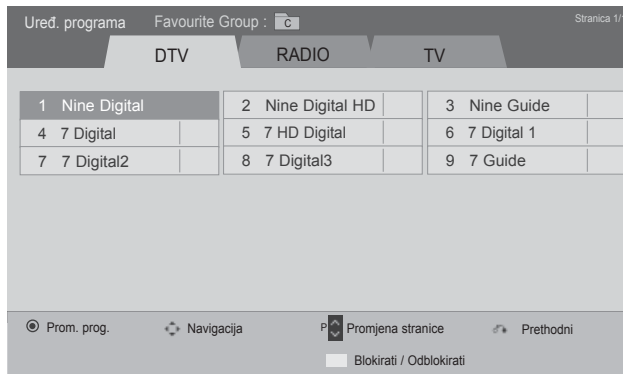 Uređ. programa Favourite Group : C Stranica 1/1
DTV RADIO TV
1 Nine Digital 2 Nine Digital HD 3 Nine Guide
4 7 Digital 5 7 HD Digital 6 7 Digital 1
7 7 Digital2 8 7 Digital3 9 7 Guide
Prom. prog. Navigacija P Promjena stranice Prethodni
Blokirati / Odblokirati